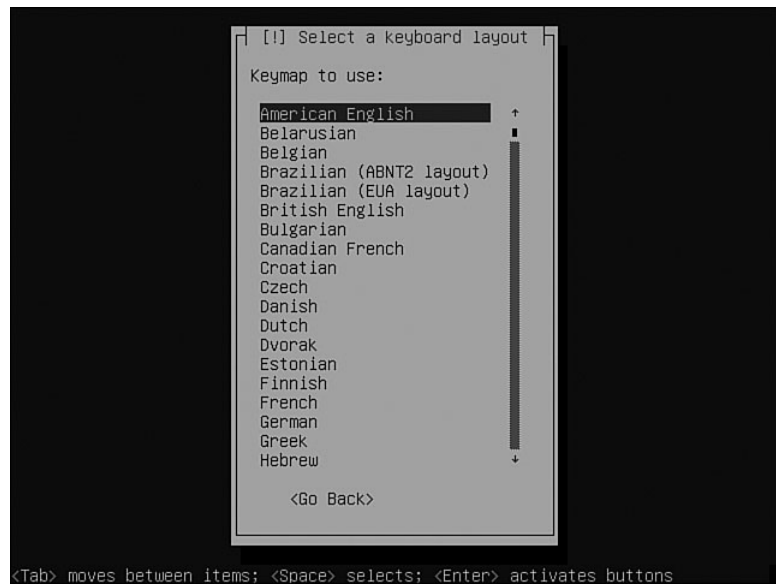 [!] Select a keyboard layout
Keymap to use:
American English
Belarusian
Belgian
Brazilian (ABNT2 layout)
Brazilian (EUA layout)
British English
Bulgarian
Canadian French
Croatian
Czech
Danish
Dutch
Dvorak
Estonian
Finnish
French
German
Greek
Hebrew
<Go Back>
<Tab> moves between items; <Space> selects; <Enter> activates buttons